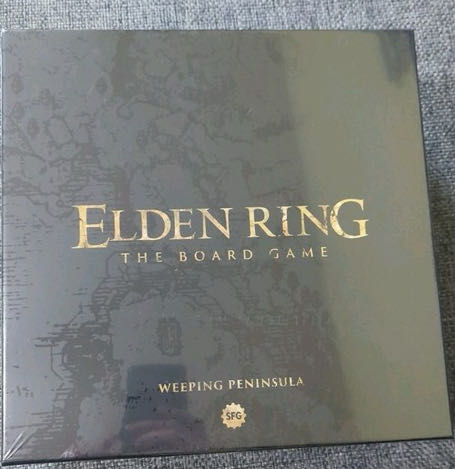 ELDEN RING
THE BOARD GAME
WEEPING PENINSULA
SFG